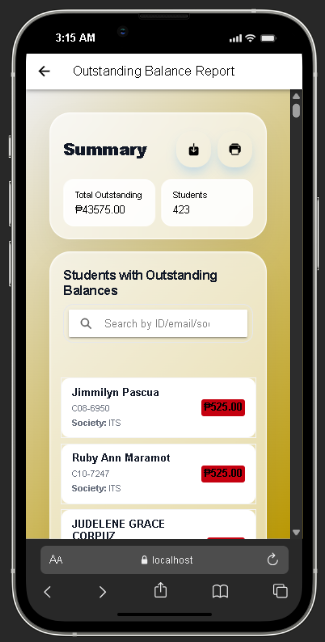 3:15 AM
Outstanding Balance Report
Summary
Total Outstanding
₱43575.00
Students
423
Students with Outstanding
Balances
Search by ID/email/so
Jimmilyn Pascua
C08-6950
Society: ITS
₱525.00
Ruby Ann Maramot
C10-7247
Society: ITS
₱525.00
JUDELENE GRACE
CORPUZ
AA
localhost